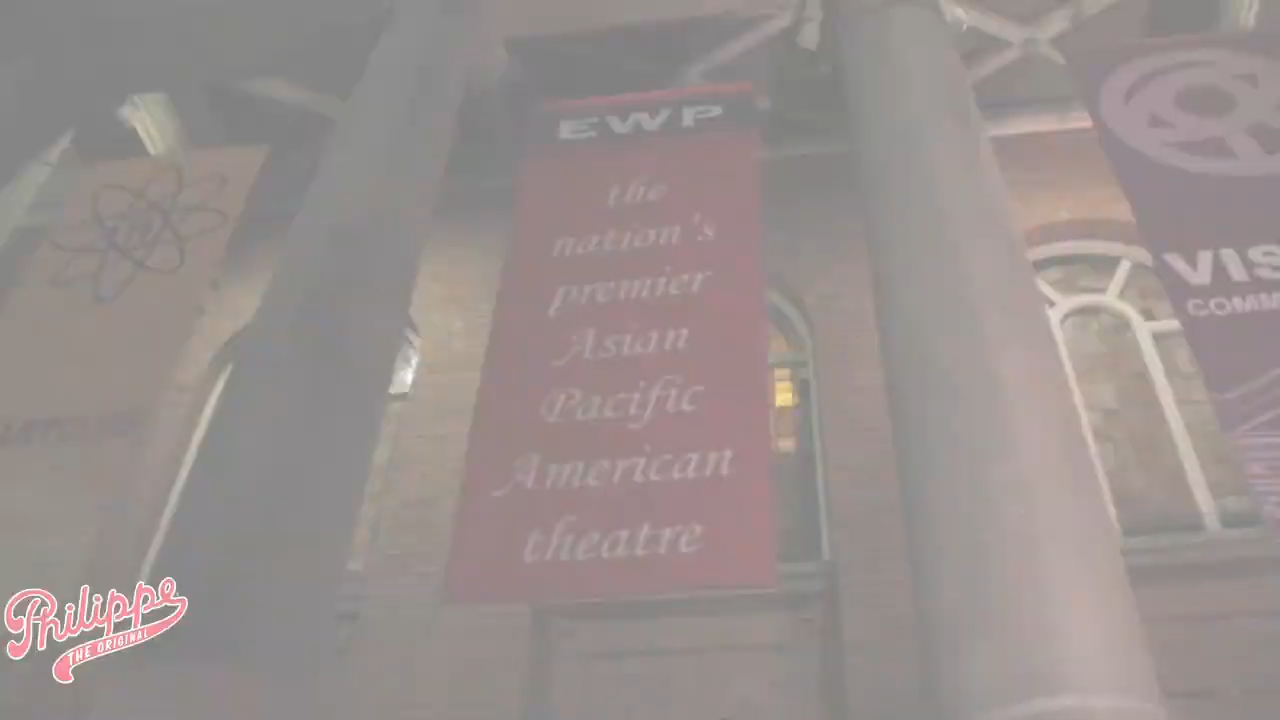 EWP
the
nation's
premier
Asian
Pacific
American
theatre
VIS
COMM
Philippe
THE ORIGINAL